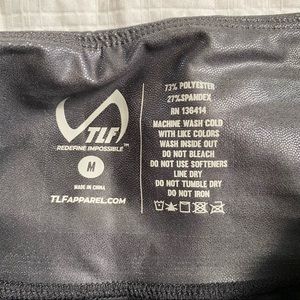 TLF
REDEFINE IMPOSSIBLE™
M
MADE IN CHINA
TLFAPPAREL.COM
73% POLYESTER
27%SPANDEX
RN 136414
MACHINE WASH COLD
WITH LIKE COLORS
WASH INSIDE OUT
DO NOT BLEACH
DO NOT USE SOFTENERS
LINE DRY
DO NOT TUMBLE DRY
DO NOT IRON